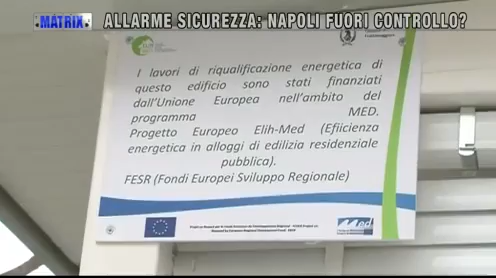 MATRIX
ALLARME SICUREZZA: NAPOLI FUORI CONTROLLO?
I lavori di riqualificazione energetica di
questo edificio sono stati finanziati
dall'Unione Europea nell'ambito del
programma MED.
Progetto Europeo Elih-Med (Efiicienza
energetica in alloggi di edilizia residenziale
pubblica).
FESR (Fondi Europei Sviluppo Regionale)
Med